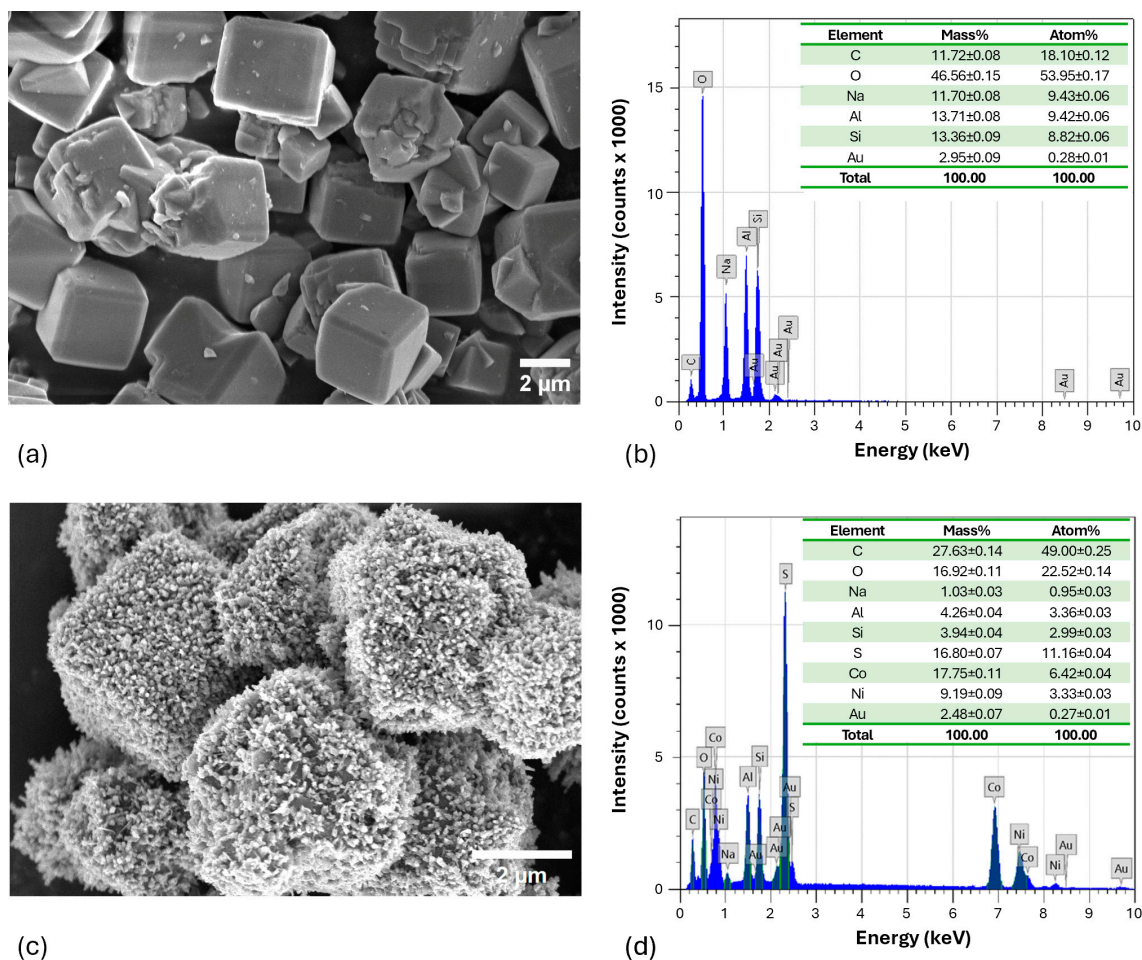 2 μm
(a)
Element Mass% Atom%
C 11.72±0.08 18.10±0.12
O 46.56±0.15 53.95±0.17
Na 11.70±0.08 9.43±0.06
Al 13.71±0.08 9.42±0.06
Si 13.36±0.09 8.82±0.06
Au 2.95±0.09 0.28±0.01
Total 100.00 100.00
Intensity (counts x 1000)
15
10
5
0
C
O
Na
Al
Si
Au
Au
Au
Au
Au
Au
0 1 2 3 4 5 6 7 8 9 10
Energy (keV)
(b)
2 μm
(c)
Element Mass% Atom%
C 27.63±0.14 49.00±0.25
O 16.92±0.11 22.52±0.14
Na 1.03±0.03 0.95±0.03
Al 4.26±0.04 3.36±0.03
Si 3.94±0.04 2.99±0.03
S 16.80±0.07 11.16±0.04
Co 17.75±0.11 6.42±0.04
Ni 9.19±0.09 3.33±0.03
Au 2.48±0.07 0.27±0.01
Total 100.00 100.00
Intensity (counts x 1000)
10
5
0
C
O
Co
Ni
Co
Ni
Na
Al
Si
Au
S
Au
Au
Au
S
Co
Ni
Co
Ni
Au
Au
0 1 2 3 4 5 6 7 8 9 10
Energy (keV)
(d)